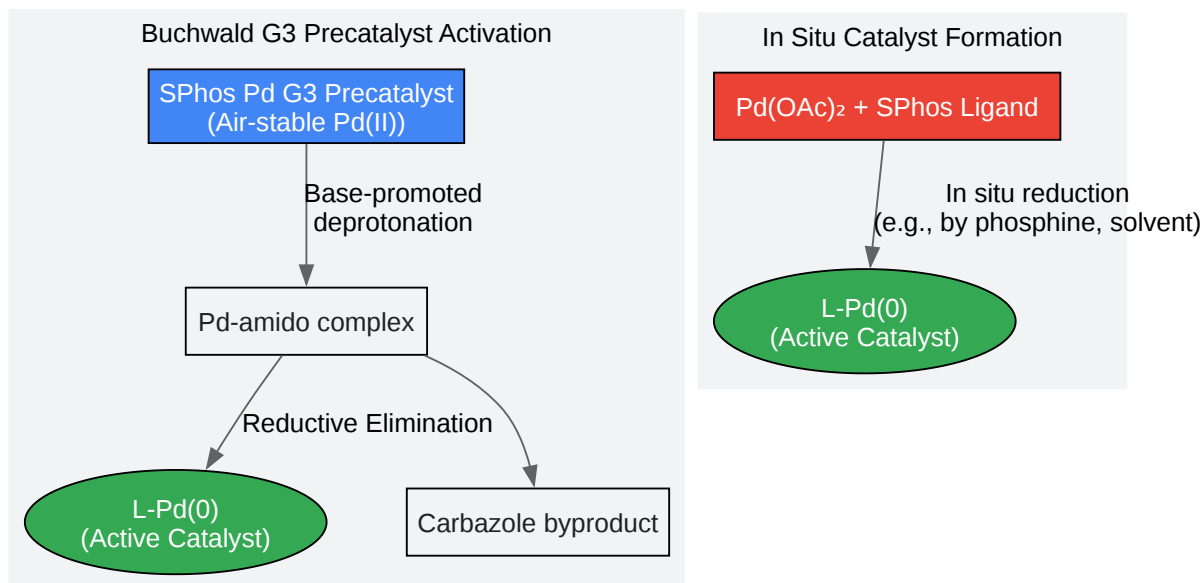 Buchwald G3 Precatalyst Activation
SPhos Pd G3 Precatalyst
(Air-stable Pd(II))
Base-promoted
deprotonation
Pd-amido complex
Reductive Elimination
L-Pd(0)
(Active Catalyst)
Carbazole byproduct
In Situ Catalyst Formation
Pd(OAc)₂ + SPhos Ligand
In situ reduction
(e.g., by phosphine, solvent)
L-Pd(0)
(Active Catalyst)